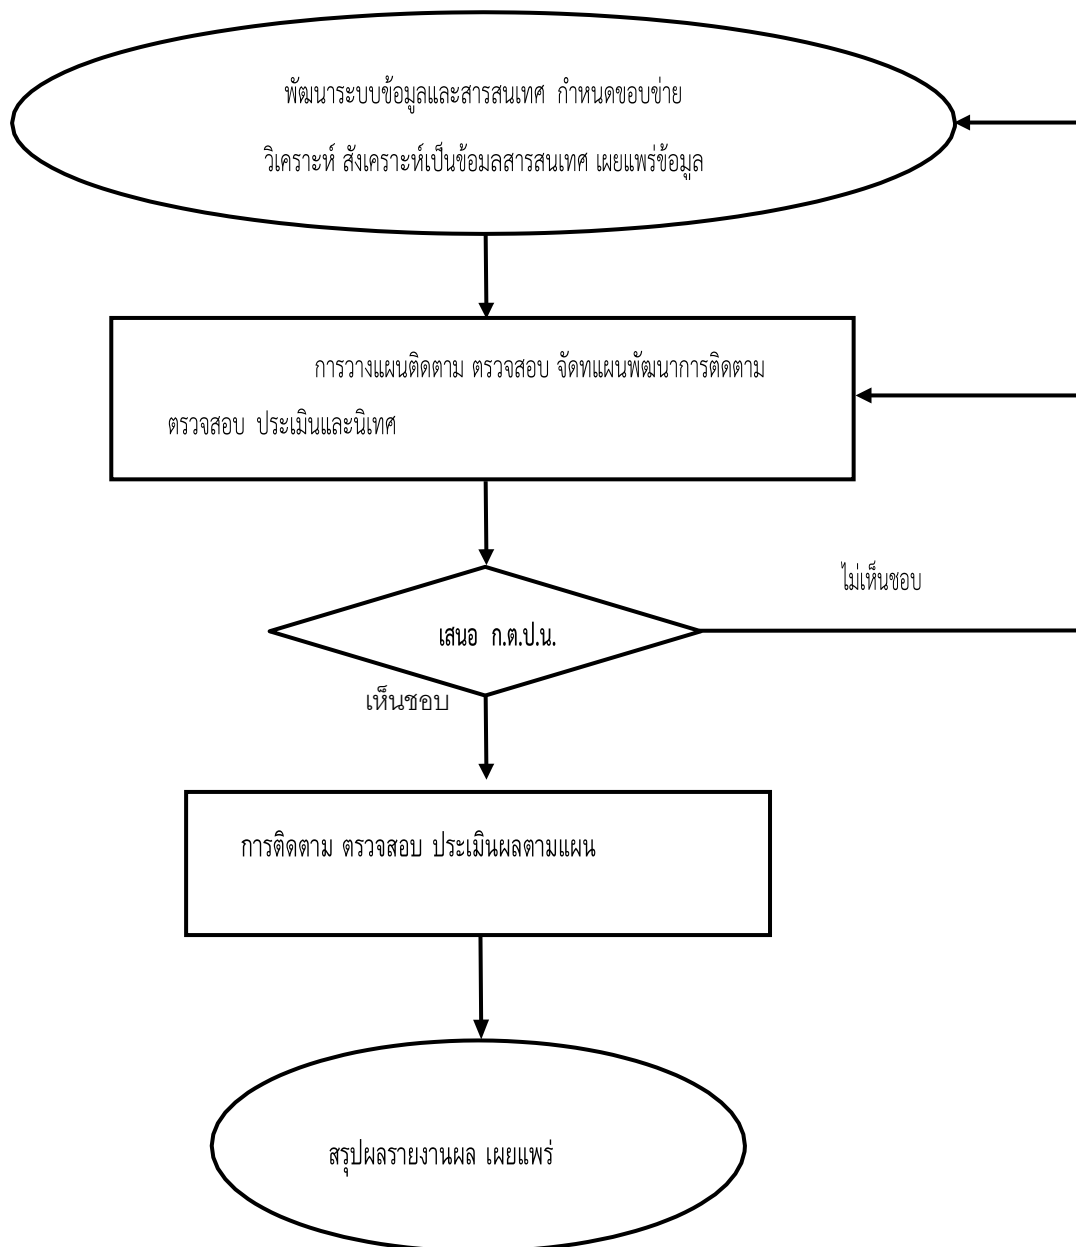 พัฒนาระบบข้อมูลและสารสนเทศ กำหนดขอบข่าย
วิเคราะห์ สังเคราะห์เป็นข้อมลสารสนเทศ เผยแพร่ข้อมูล
การวางแผนติดตาม ตรวจสอบ จัดทแผนพัฒนาการติดตาม
ตรวจสอบ ประเมินและนิเทศ
ไม่เห็นชอบ
เสนอ ก.ต.ป.น.
เห็นชอบ
การติดตาม ตรวจสอบ ประเมินผลตามแผน
สรุปผลรายงานผล เผยแพร่